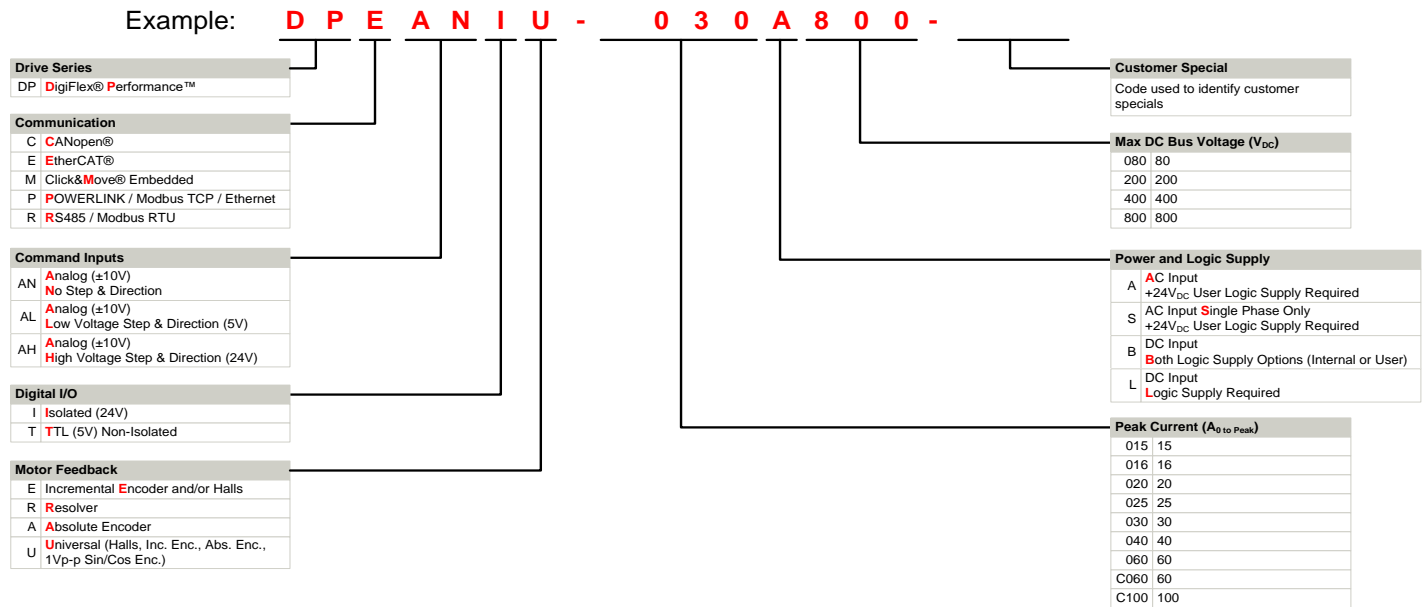 Example: D P E A N I U - 0 3 0 A 8 0 0 -
Drive Series
DP DigiFlex® Performance™
Communication
C CANopen®
E EtherCAT®
M Click&Move® Embedded
P POWERLINK / Modbus TCP / Ethernet
R RS485 / Modbus RTU
Command Inputs
AN Analog (±10V)
No Step & Direction
AL Analog (±10V)
Low Voltage Step & Direction (5V)
AH Analog (±10V)
High Voltage Step & Direction (24V)
Digital I/O
I Isolated (24V)
T TTL (5V) Non-Isolated
Motor Feedback
E Incremental Encoder and/or Halls
R Resolver
A Absolute Encoder
U Universal (Halls, Inc. Enc., Abs. Enc.,
1Vp-p Sin/Cos Enc.)
Customer Special
Code used to identify customer
specials
Max DC Bus Voltage (VDC)
080 80
200 200
400 400
800 800
Power and Logic Supply
A AC Input
+24VDC User Logic Supply Required
S AC Input Single Phase Only
+24VDC User Logic Supply Required
B DC Input
Both Logic Supply Options (Internal or User)
L DC Input
Logic Supply Required
Peak Current (A0 to Peak)
015 15
016 16
020 20
025 25
030 30
040 40
060 60
C060 60
C100 100